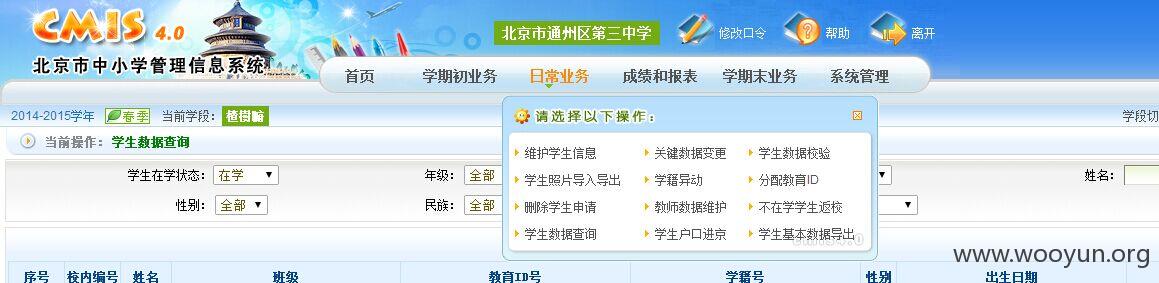 CMIS 4.0
北京市中小学管理信息系统
北京市通州区第三中学 修改口令 帮助 离开
首页 学期初业务 日常业务 成绩和报表 学期末业务 系统管理
2014-2015学年 春季 当前学段: 楂樹腑 学段切
当前操作: 学生数据查询
请选择以下操作:
维护学生信息 关键数据变更 学生数据校验
学生照片导入导出 学籍异动 分配教育ID
删除学生申请 教师数据维护 不在学学生返校
学生数据查询 学生户口进京 学生基本数据导出
学生在学状态: 在学 年级: 全部 姓名:
性别: 全部 民族: 全部
www.wooyun.org
序号 校内编号 姓名 班级 教育ID号 学籍号 性别 出生日期